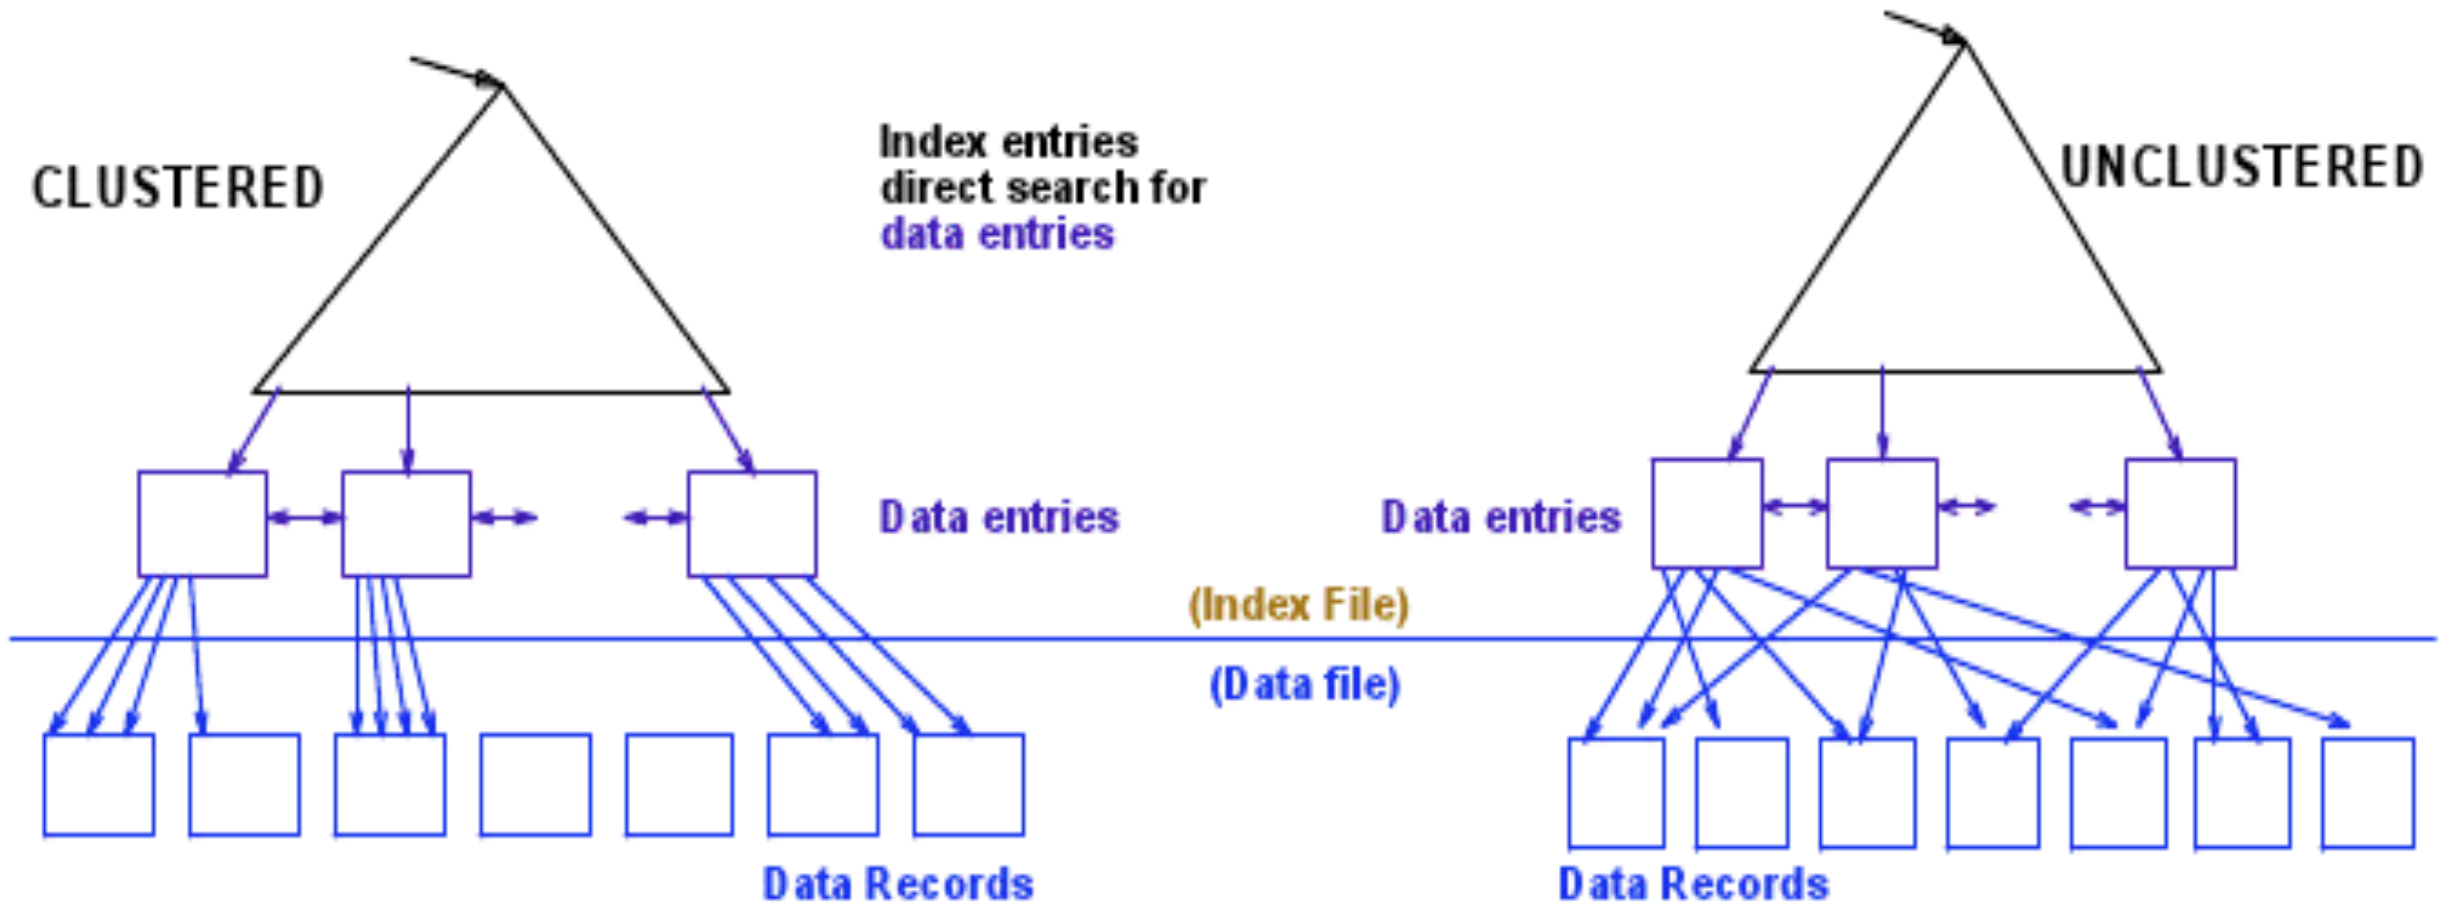 CLUSTERED
Index entries
direct search for
data entries
UNCLUSTERED
Data entries
Data entries
(Index File)
(Data file)
Data Records
Data Records